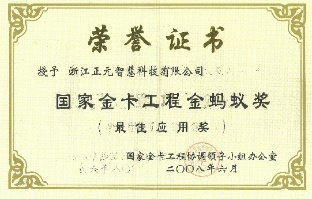 荣誉证书
授予 浙江正元智慧科技有限公司
国家金卡工程金蚂蚁奖
(最佳应用奖)
国家金卡工程协调领导小组办公室
二〇〇八年六月